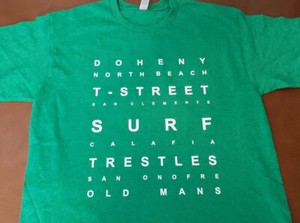 DOHENY
NORTH BEACH
T-STREET
SAN CLEMENTE
SURF
CALAFIA
TRESTLES
SAN ONOFRE
OLD MANS